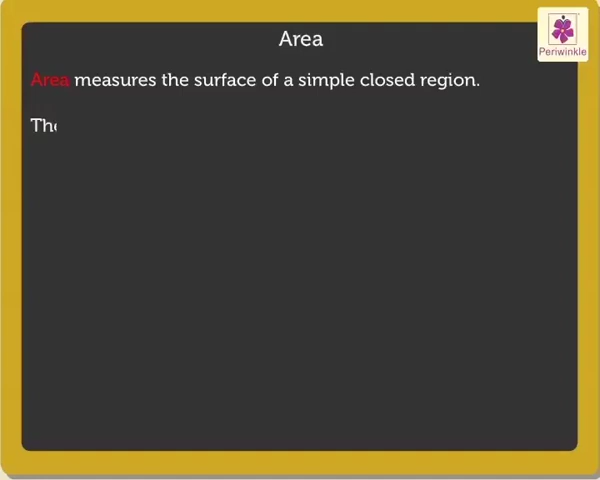 Area
Periwinkle
Area measures the surface of a simple closed region.